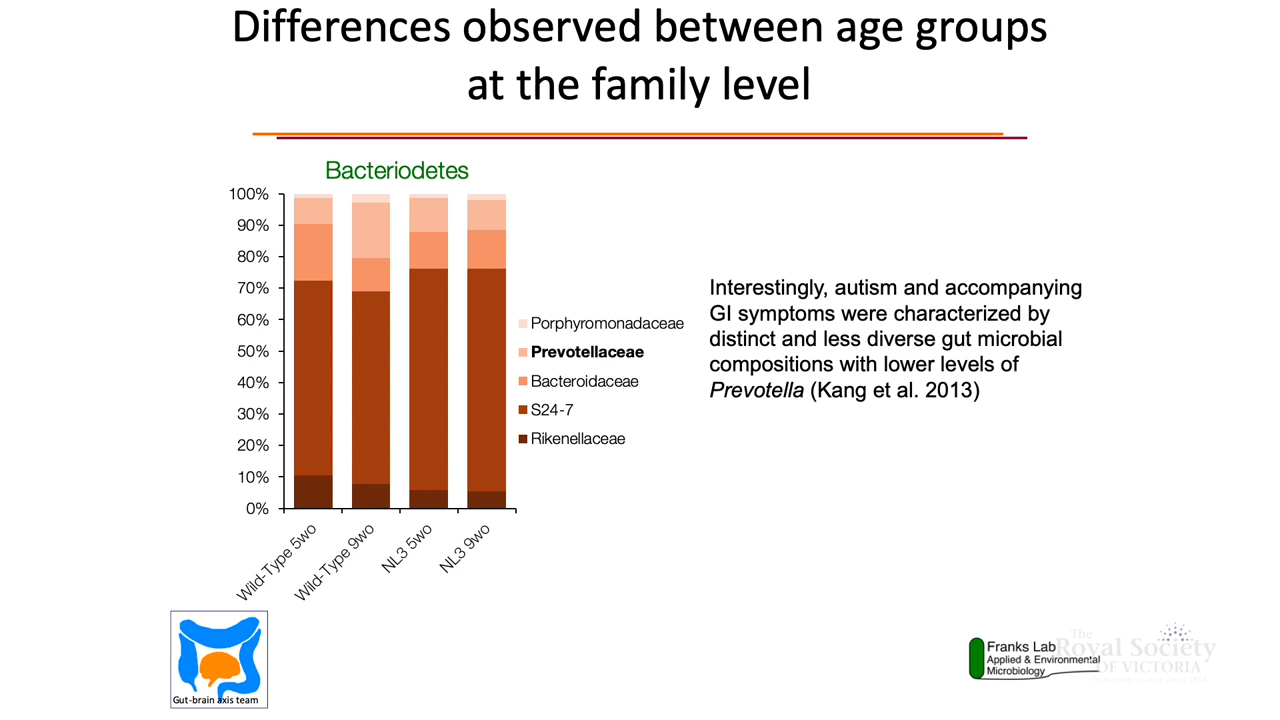 Differences observed between age groups
at the family level
Bacteriodetes
100%
90%
80%
70%
60%
50%
40%
30%
20%
10%
0%
Wild-Type 5wo
Wild-Type 9wo
NL3 5wo
NL3 9wo
Porphyromonadaceae
Prevotellaceae
Bacteroidaceae
S24-7
Rikenellaceae
Interestingly, autism and accompanying
GI symptoms were characterized by
distinct and less diverse gut microbial
compositions with lower levels of
Prevotella (Kang et al. 2013)
Gut-brain axis team
Franks Lab
Applied & Environmental
Microbiology
The
Royal Society
OF VICTORIA
Promoting science since 1854